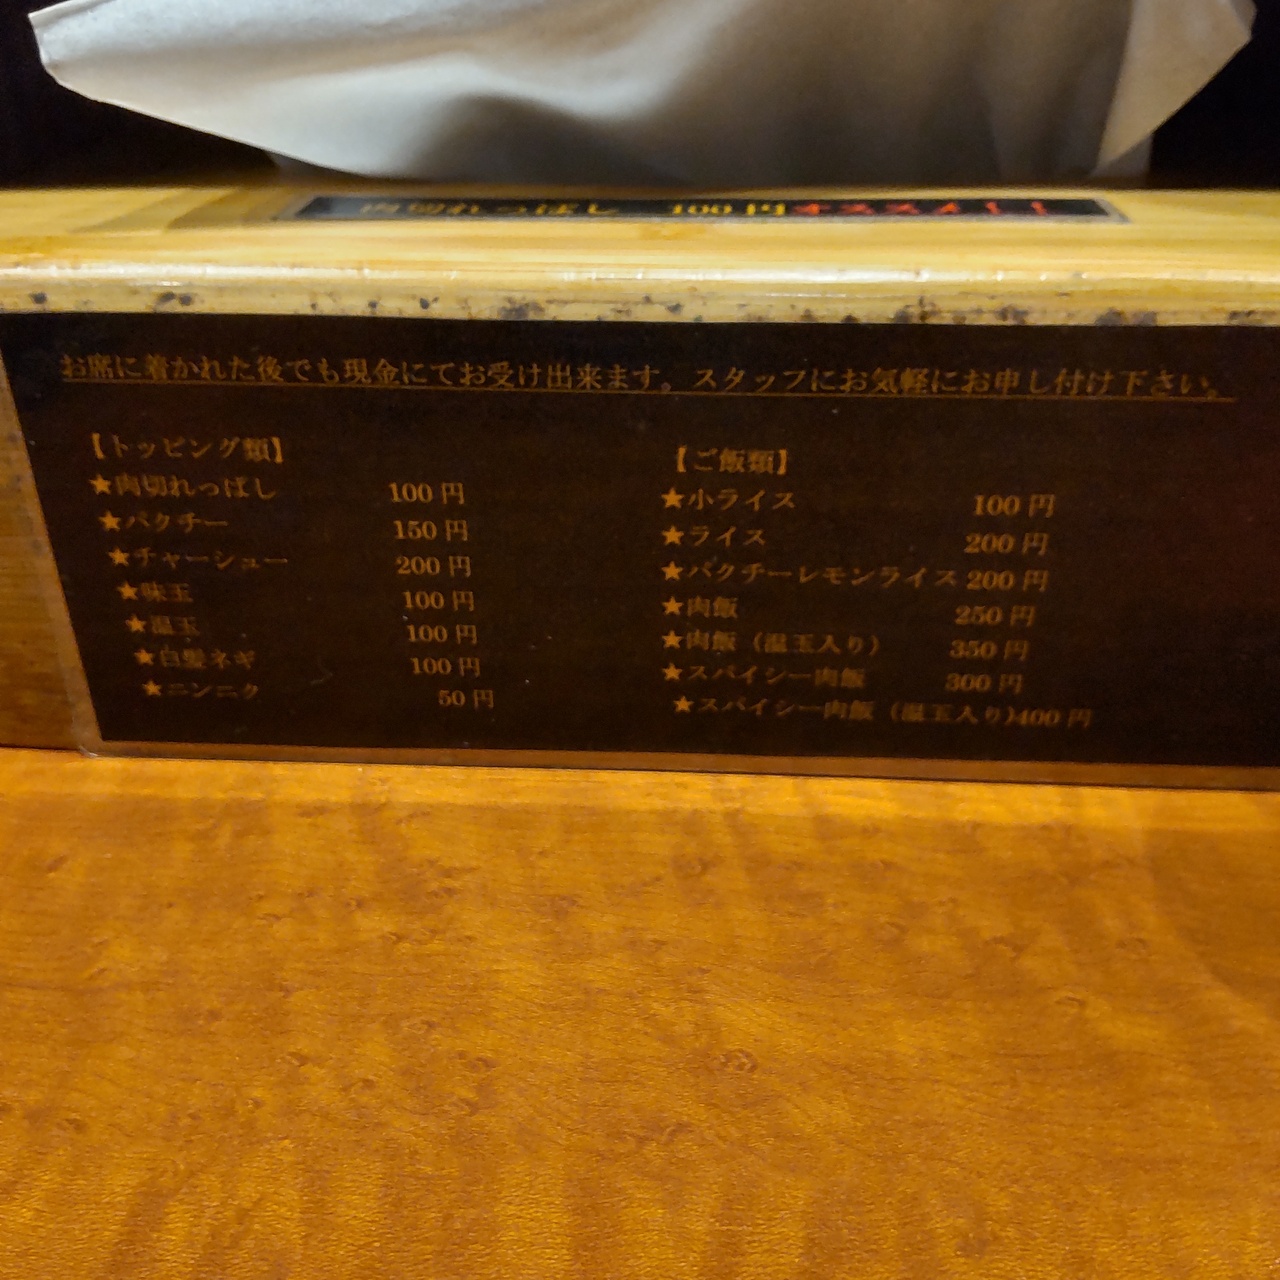 肉切れっぱし 100円オススメ！！
お席に着かれた後でも現金にてお受け出来ます。スタッフにお気軽にお申し付け下さい。
【トッピング類】
★肉切れっぱし 100円
★パクチー 150円
★チャーシュー 200円
★味玉 100円
★温玉 100円
★白髪ネギ 100円
★ニンニク 50円
【ご飯類】
★小ライス 100円
★ライス 200円
★パクチーレモンライス 200円
★肉飯 250円
★肉飯（温玉入り） 350円
★スパイシー肉飯 300円
★スパイシー肉飯（温玉入り)400円